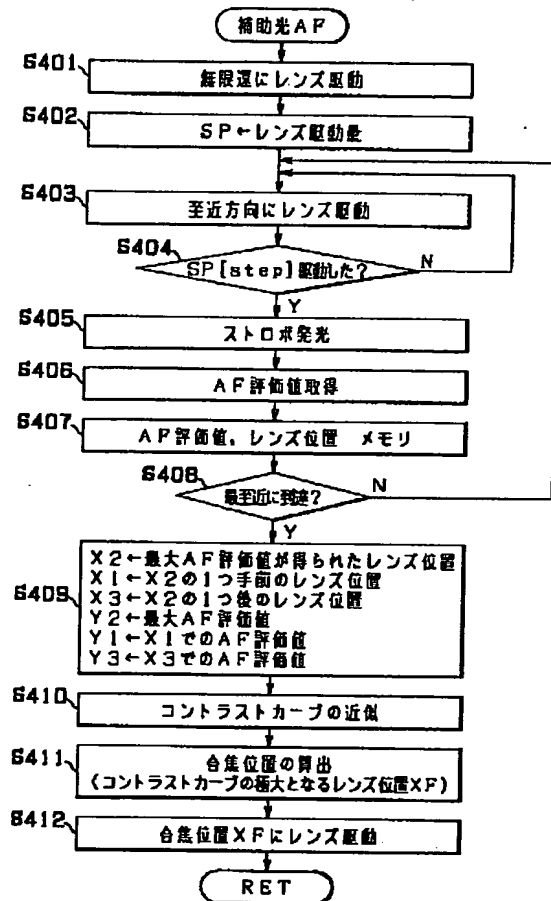 補助光AF
S401
無限遠にレンズ駆動
S402
SP←レンズ駆動量
S403
至近方向にレンズ駆動
S404
SP[step]駆動した?
N
Y
S405
ストロボ発光
S406
AF評価値取得
S407
AF評価値,レンズ位置 メモリ
S408
最至近に到達?
N
Y
S409
X2←最大AF評価値が得られたレンズ位置
X1←X2の1つ手前のレンズ位置
X3←X2の1つ後のレンズ位置
Y2←最大AF評価値
Y1←X1でのAF評価値
Y3←X3でのAF評価値
S410
コントラストカーブの近似
S411
合焦位置の算出
(コントラストカーブの極大となるレンズ位置XF)
S412
合焦位置XFにレンズ駆動
RET